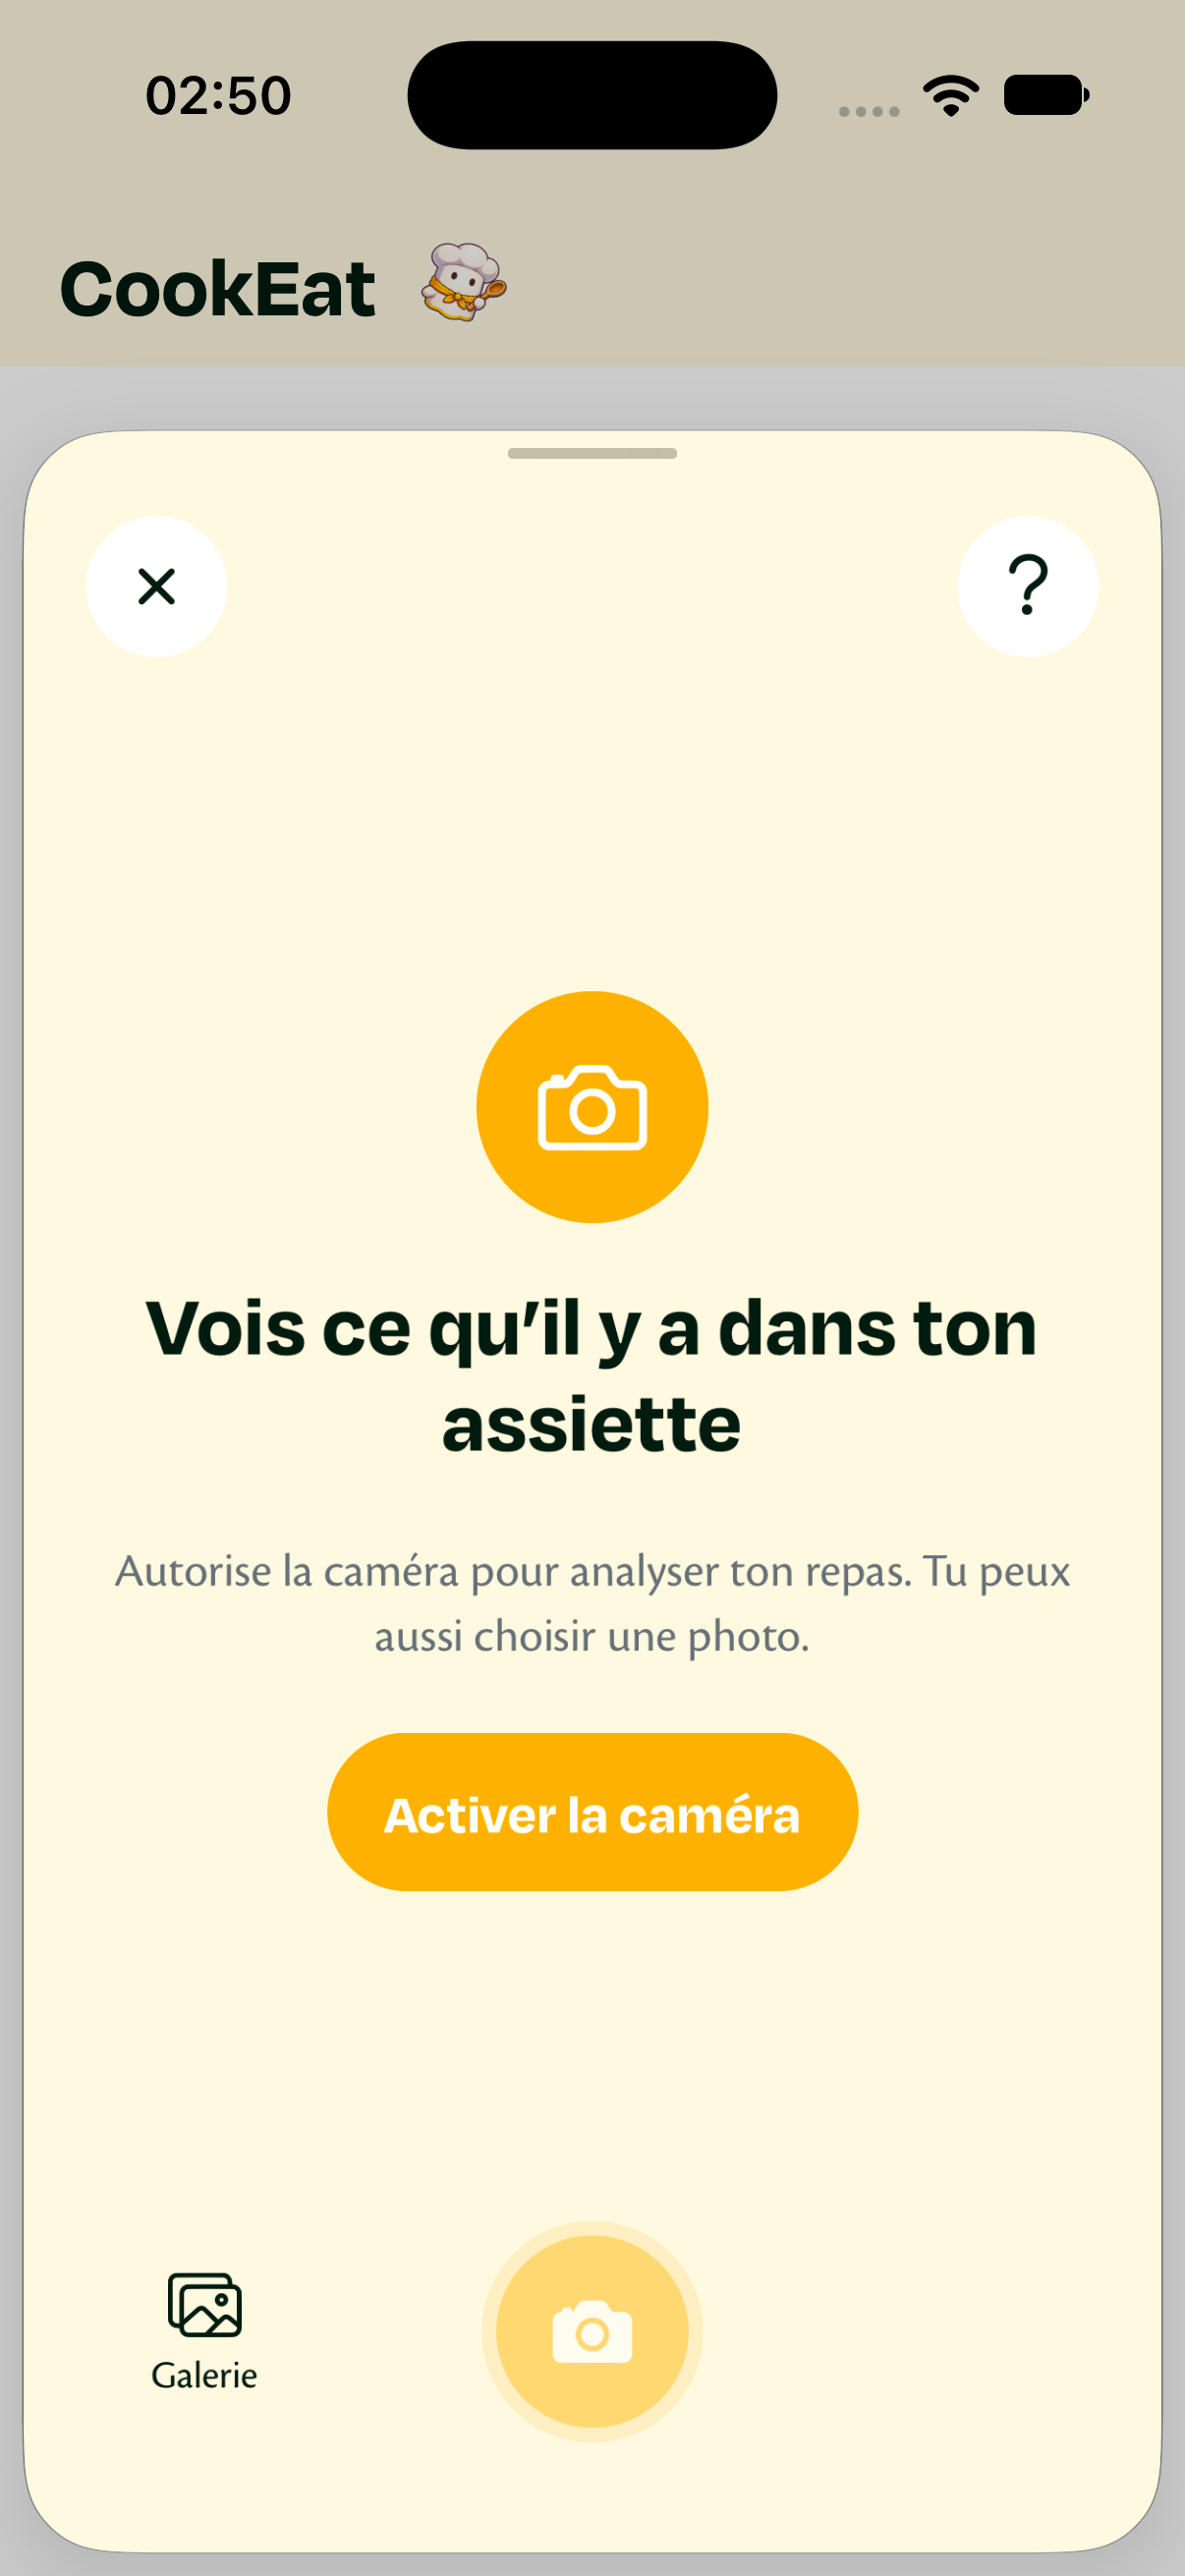 02:50
CookEat
Vois ce qu’il y a dans ton
assiette
Autorise la caméra pour analyser ton repas. Tu peux
aussi choisir une photo.
Activer la caméra
Galerie